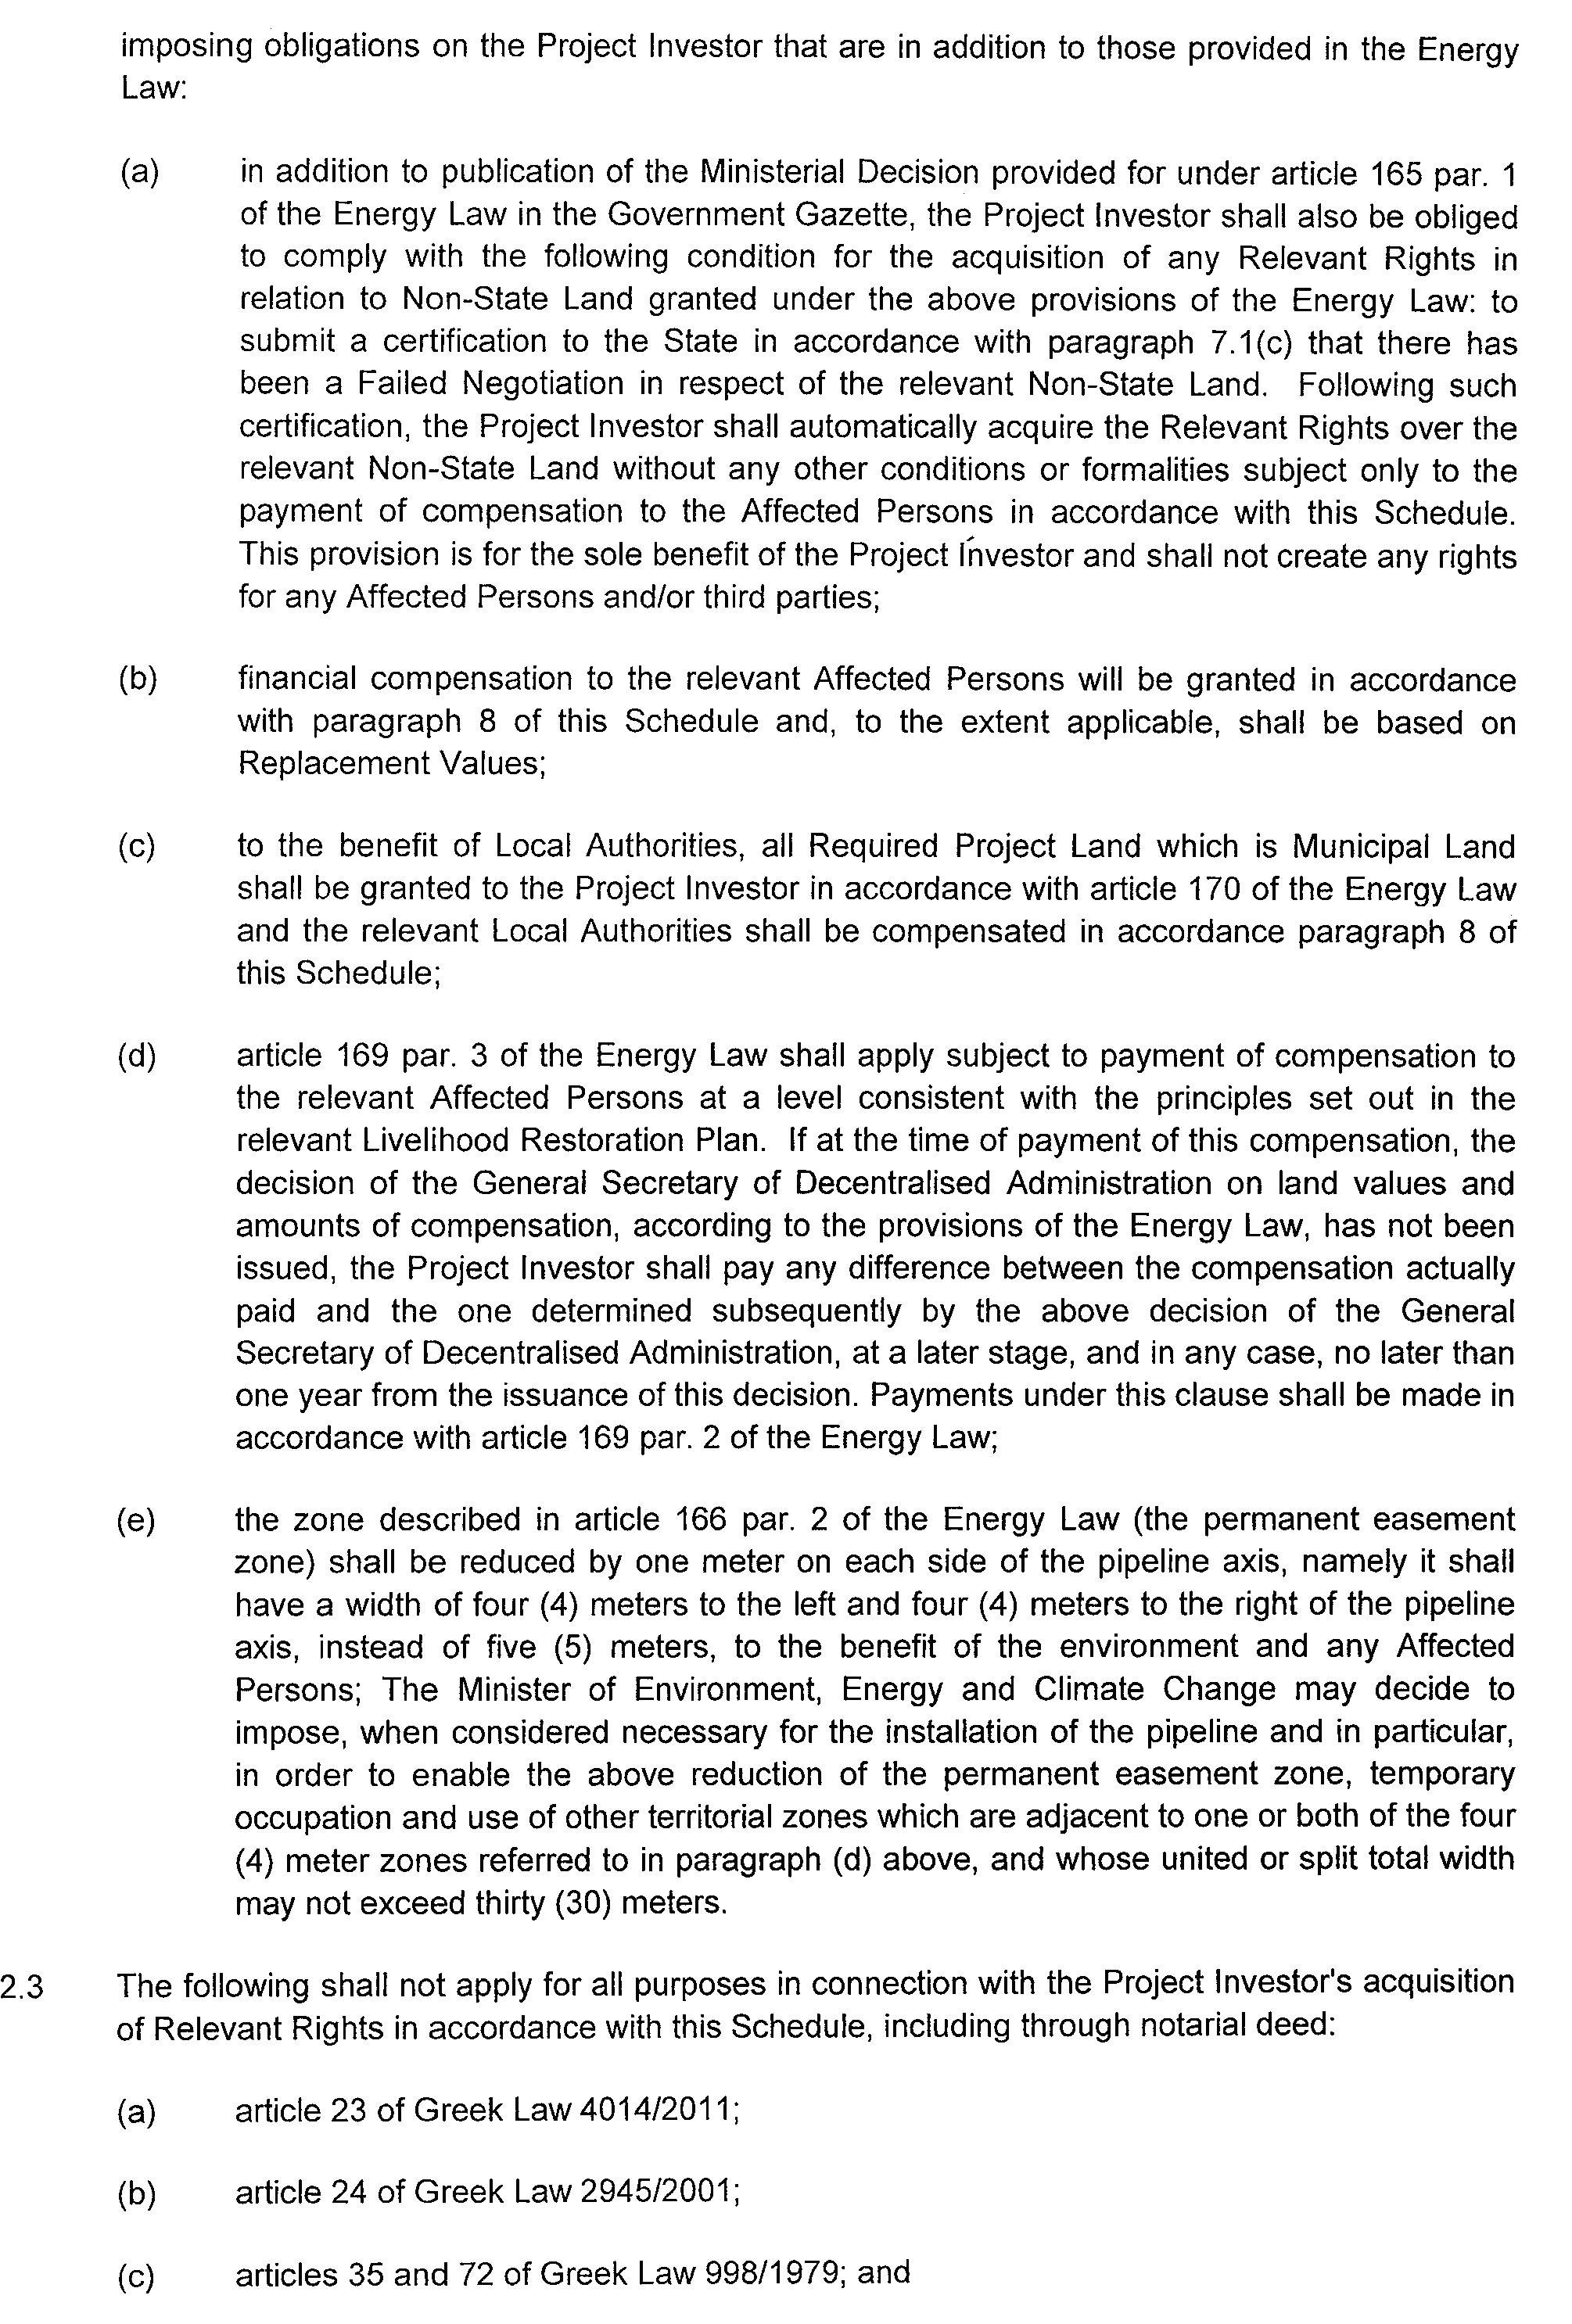 imposing obligations on the Project Investor that are in addition to those provided in the Energy
Law:
(a) in addition to publication of the Ministerial Decision provided for under article 165 par. 1
of the Energy Law in the Government Gazette, the Project Investor shall also be obliged
to comply with the following condition for the acquisition of any Relevant Rights in
relation to Non-State Land granted under the above provisions of the Energy Law: to
submit a certification to the State in accordance with paragraph 7.1(c) that there has
been a Failed Negotiation in respect of the relevant Non-State Land. Following such
certification, the Project Investor shall automatically acquire the Relevant Rights over the
relevant Non-State Land without any other conditions or formalities subject only to the
payment of compensation to the Affected Persons in accordance with this Schedule.
This provision is for the sole benefit of the Project Investor and shall not create any rights
for any Affected Persons and/or third parties;
(b) financial compensation to the relevant Affected Persons will be granted in accordance
with paragraph 8 of this Schedule and, to the extent applicable, shall be based on
Replacement Values;
(c) to the benefit of Local Authorities, all Required Project Land which is Municipal Land
shall be granted to the Project Investor in accordance with article 170 of the Energy Law
and the relevant Local Authorities shall be compensated in accordance paragraph 8 of
this Schedule;
(d) article 169 par. 3 of the Energy Law shall apply subject to payment of compensation to
the relevant Affected Persons at a level consistent with the principles set out in the
relevant Livelihood Restoration Plan. If at the time of payment of this compensation, the
decision of the General Secretary of Decentralised Administration on land values and
amounts of compensation, according to the provisions of the Energy Law, has not been
issued, the Project Investor shall pay any difference between the compensation actually
paid and the one determined subsequently by the above decision of the General
Secretary of Decentralised Administration, at a later stage, and in any case, no later than
one year from the issuance of this decision. Payments under this clause shall be made in
accordance with article 169 par. 2 of the Energy Law;
(e) the zone described in article 166 par. 2 of the Energy Law (the permanent easement
zone) shall be reduced by one meter on each side of the pipeline axis, namely it shall
have a width of four (4) meters to the left and four (4) meters to the right of the pipeline
axis, instead of five (5) meters, to the benefit of the environment and any Affected
Persons; The Minister of Environment, Energy and Climate Change may decide to
impose, when considered necessary for the installation of the pipeline and in particular,
in order to enable the above reduction of the permanent easement zone, temporary
occupation and use of other territorial zones which are adjacent to one or both of the four
(4) meter zones referred to in paragraph (d) above, and whose united or split total width
may not exceed thirty (30) meters.
2.3 The following shall not apply for all purposes in connection with the Project Investor's acquisition
of Relevant Rights in accordance with this Schedule, including through notarial deed:
(a) article 23 of Greek Law 4014/2011;
(b) article 24 of Greek Law 2945/2001;
(c) articles 35 and 72 of Greek Law 998/1979; and